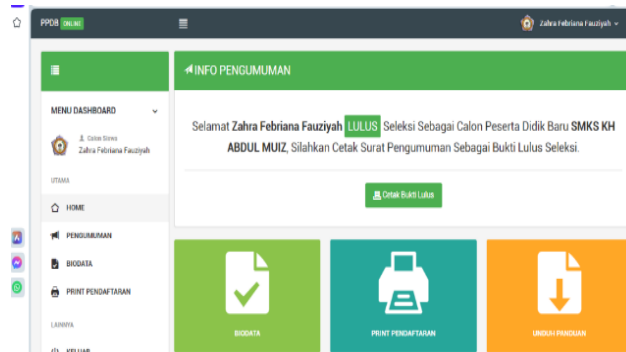 PPDB ONLINE
Zahra Febriana Fauziyah
INFO PENGUMUMAN
MENU DASHBOARD
Calon Siswa
Zahra Febriana Fauziyah
UTAMA
HOME
PENGUMUMAN
BIODATA
PRINT PENDAFTARAN
LAINNYA
KELUAR
Selamat Zahra Febriana Fauziyah LULUS Seleksi Sebagai Calon Peserta Didik Baru SMKS KH
ABDUL MUIZ, Silahkan Cetak Surat Pengumuman Sebagai Bukti Lulus Seleksi.
Cetak Bukti Lulus
BIODATA
PRINT PENDAFTARAN
UNDUH PANDUAN